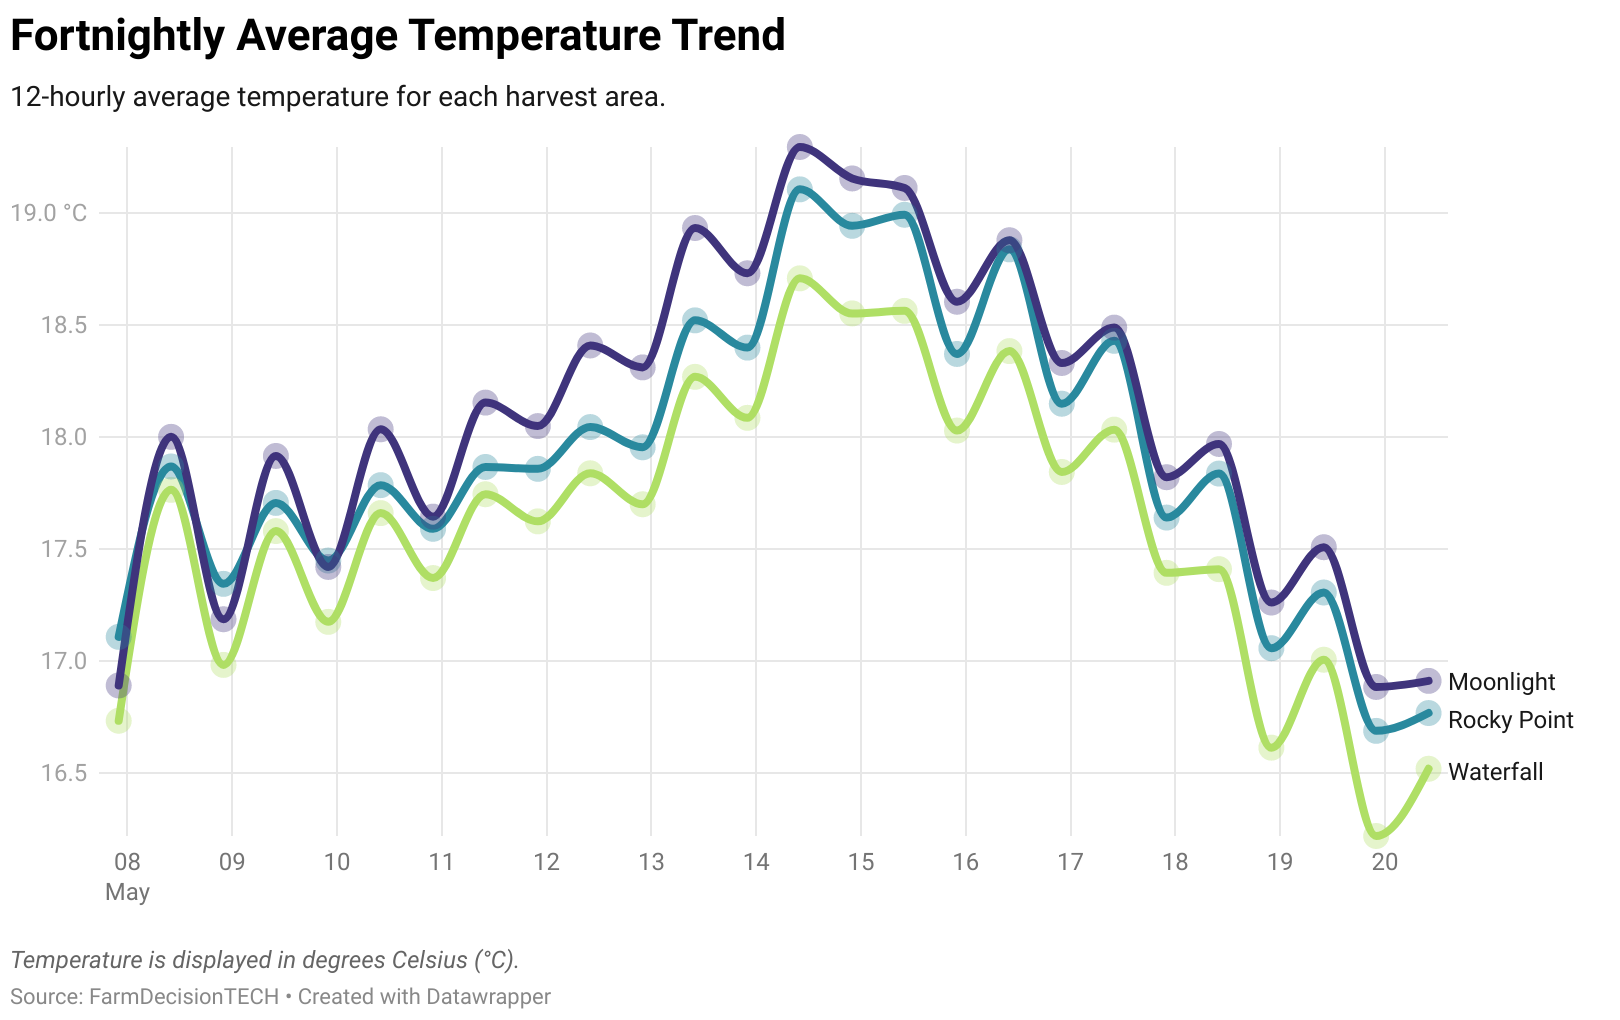 Fortnightly Average Temperature Trend
12-hourly average temperature for each harvest area.
19.0 °C
18.5
18.0
17.5
17.0
16.5
Moonlight
Rocky Point
Waterfall
08 09 10 11 12 13 14 15 16 17 18 19 20
May
Temperature is displayed in degrees Celsius (°C).
Source: FarmDecisionTECH • Created with Datawrapper